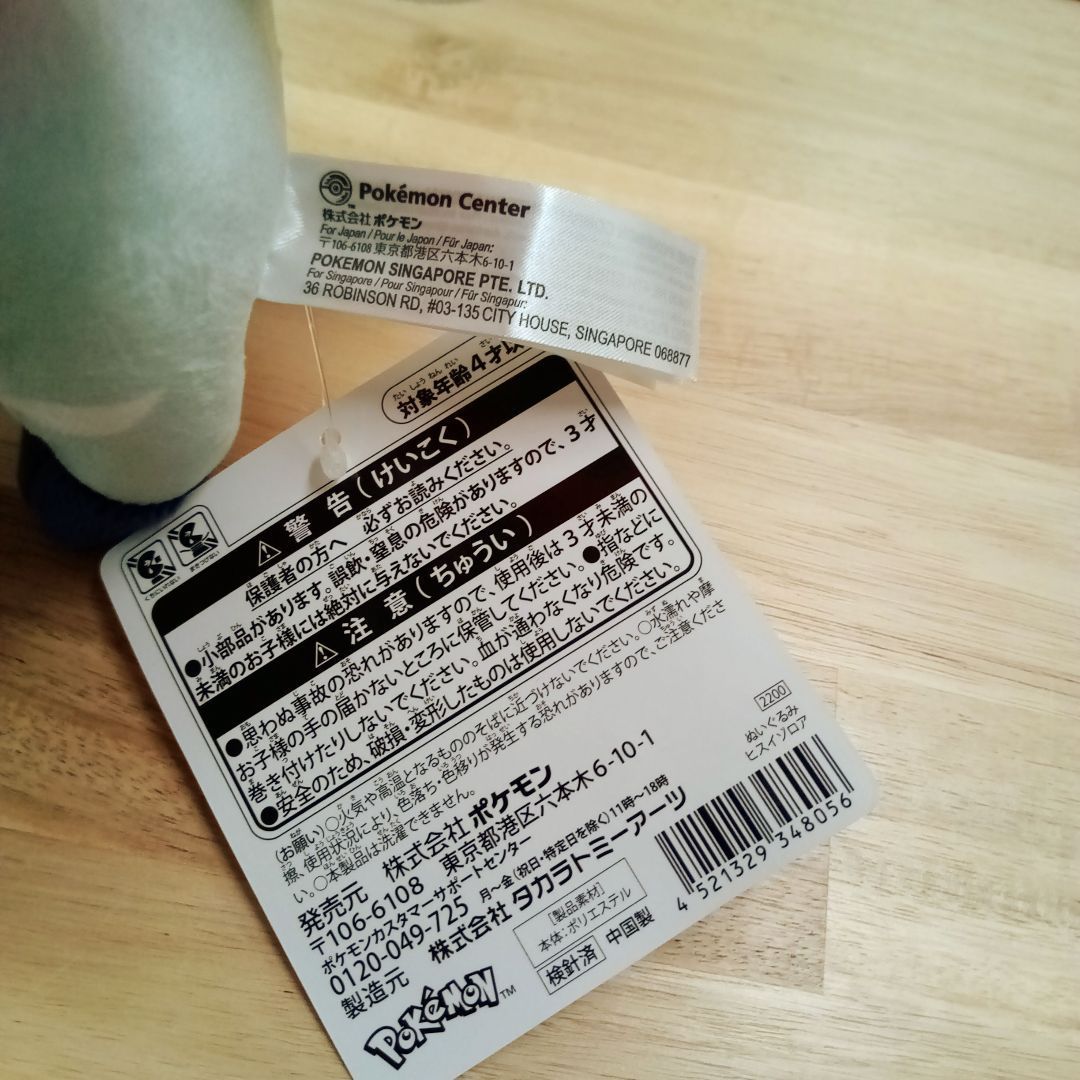 Pokémon Center
TM
株式会社 ポケモン
For Japan / Pour le Japon / Für Japan:
〒106-6108 東京都港区六本木6-10-1
POKEMON SINGAPORE PTE. LTD.
For Singapore / Pour Singapour / Für Singapur:
36 ROBINSON RD, #03-135 CITY HOUSE, SINGAPORE 068877
対象年齢4才以
⚠ 警告(けいこく)
保護者の方へ 必ずお読みください。
●小部品があります。誤飲・窒息の危険がありますので、3才
未満のお子様には絶対に与えないでください。
⚠ 注意(ちゅうい)
●思わぬ事故の恐れがありますので、使用後は3才未満の
お子様の手の届かないところに保管してください。●指などに
巻き付けたりしないでください。血が通わなくなり危険です。
●安全のため、破損・変形したものは使用しないでください。
(お願い)○火気や高温となるもののそばに近づけないでください。○水濡れや摩
擦、使用状況により、色落ち・色移りが発生する恐れがありますので、ご注意くださ
い。○本製品は洗濯できません。
発売元 株式会社 ポケモン
〒106-6108 東京都港区六本木6-10-1
ポケモンカスタマーサポートセンター
0120-049-725 月～金(祝日・特定日を除く)11時～18時
製造元 株式会社 タカラトミーアーツ
Pokémon TM
[製品素材]
本体：ポリエステル
検針済 中国製
2200
ぬいぐるみ
ヒスイゾロア
4 521329 348056